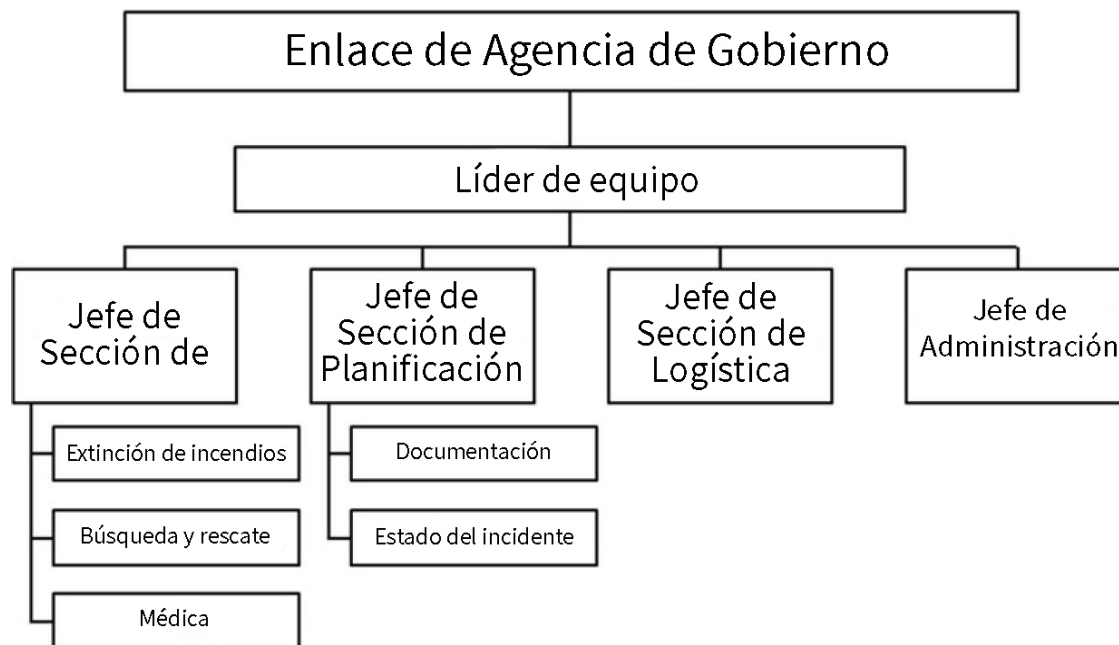 Enlace de Agencia de Gobierno
Líder de equipo
Jefe de
Sección de
Jefe de
Sección de
Planificación
Jefe de
Sección de
Logística
Jefe de
Administración
Extinción de incendios
Búsqueda y rescate
Médica
Documentación
Estado del incidente